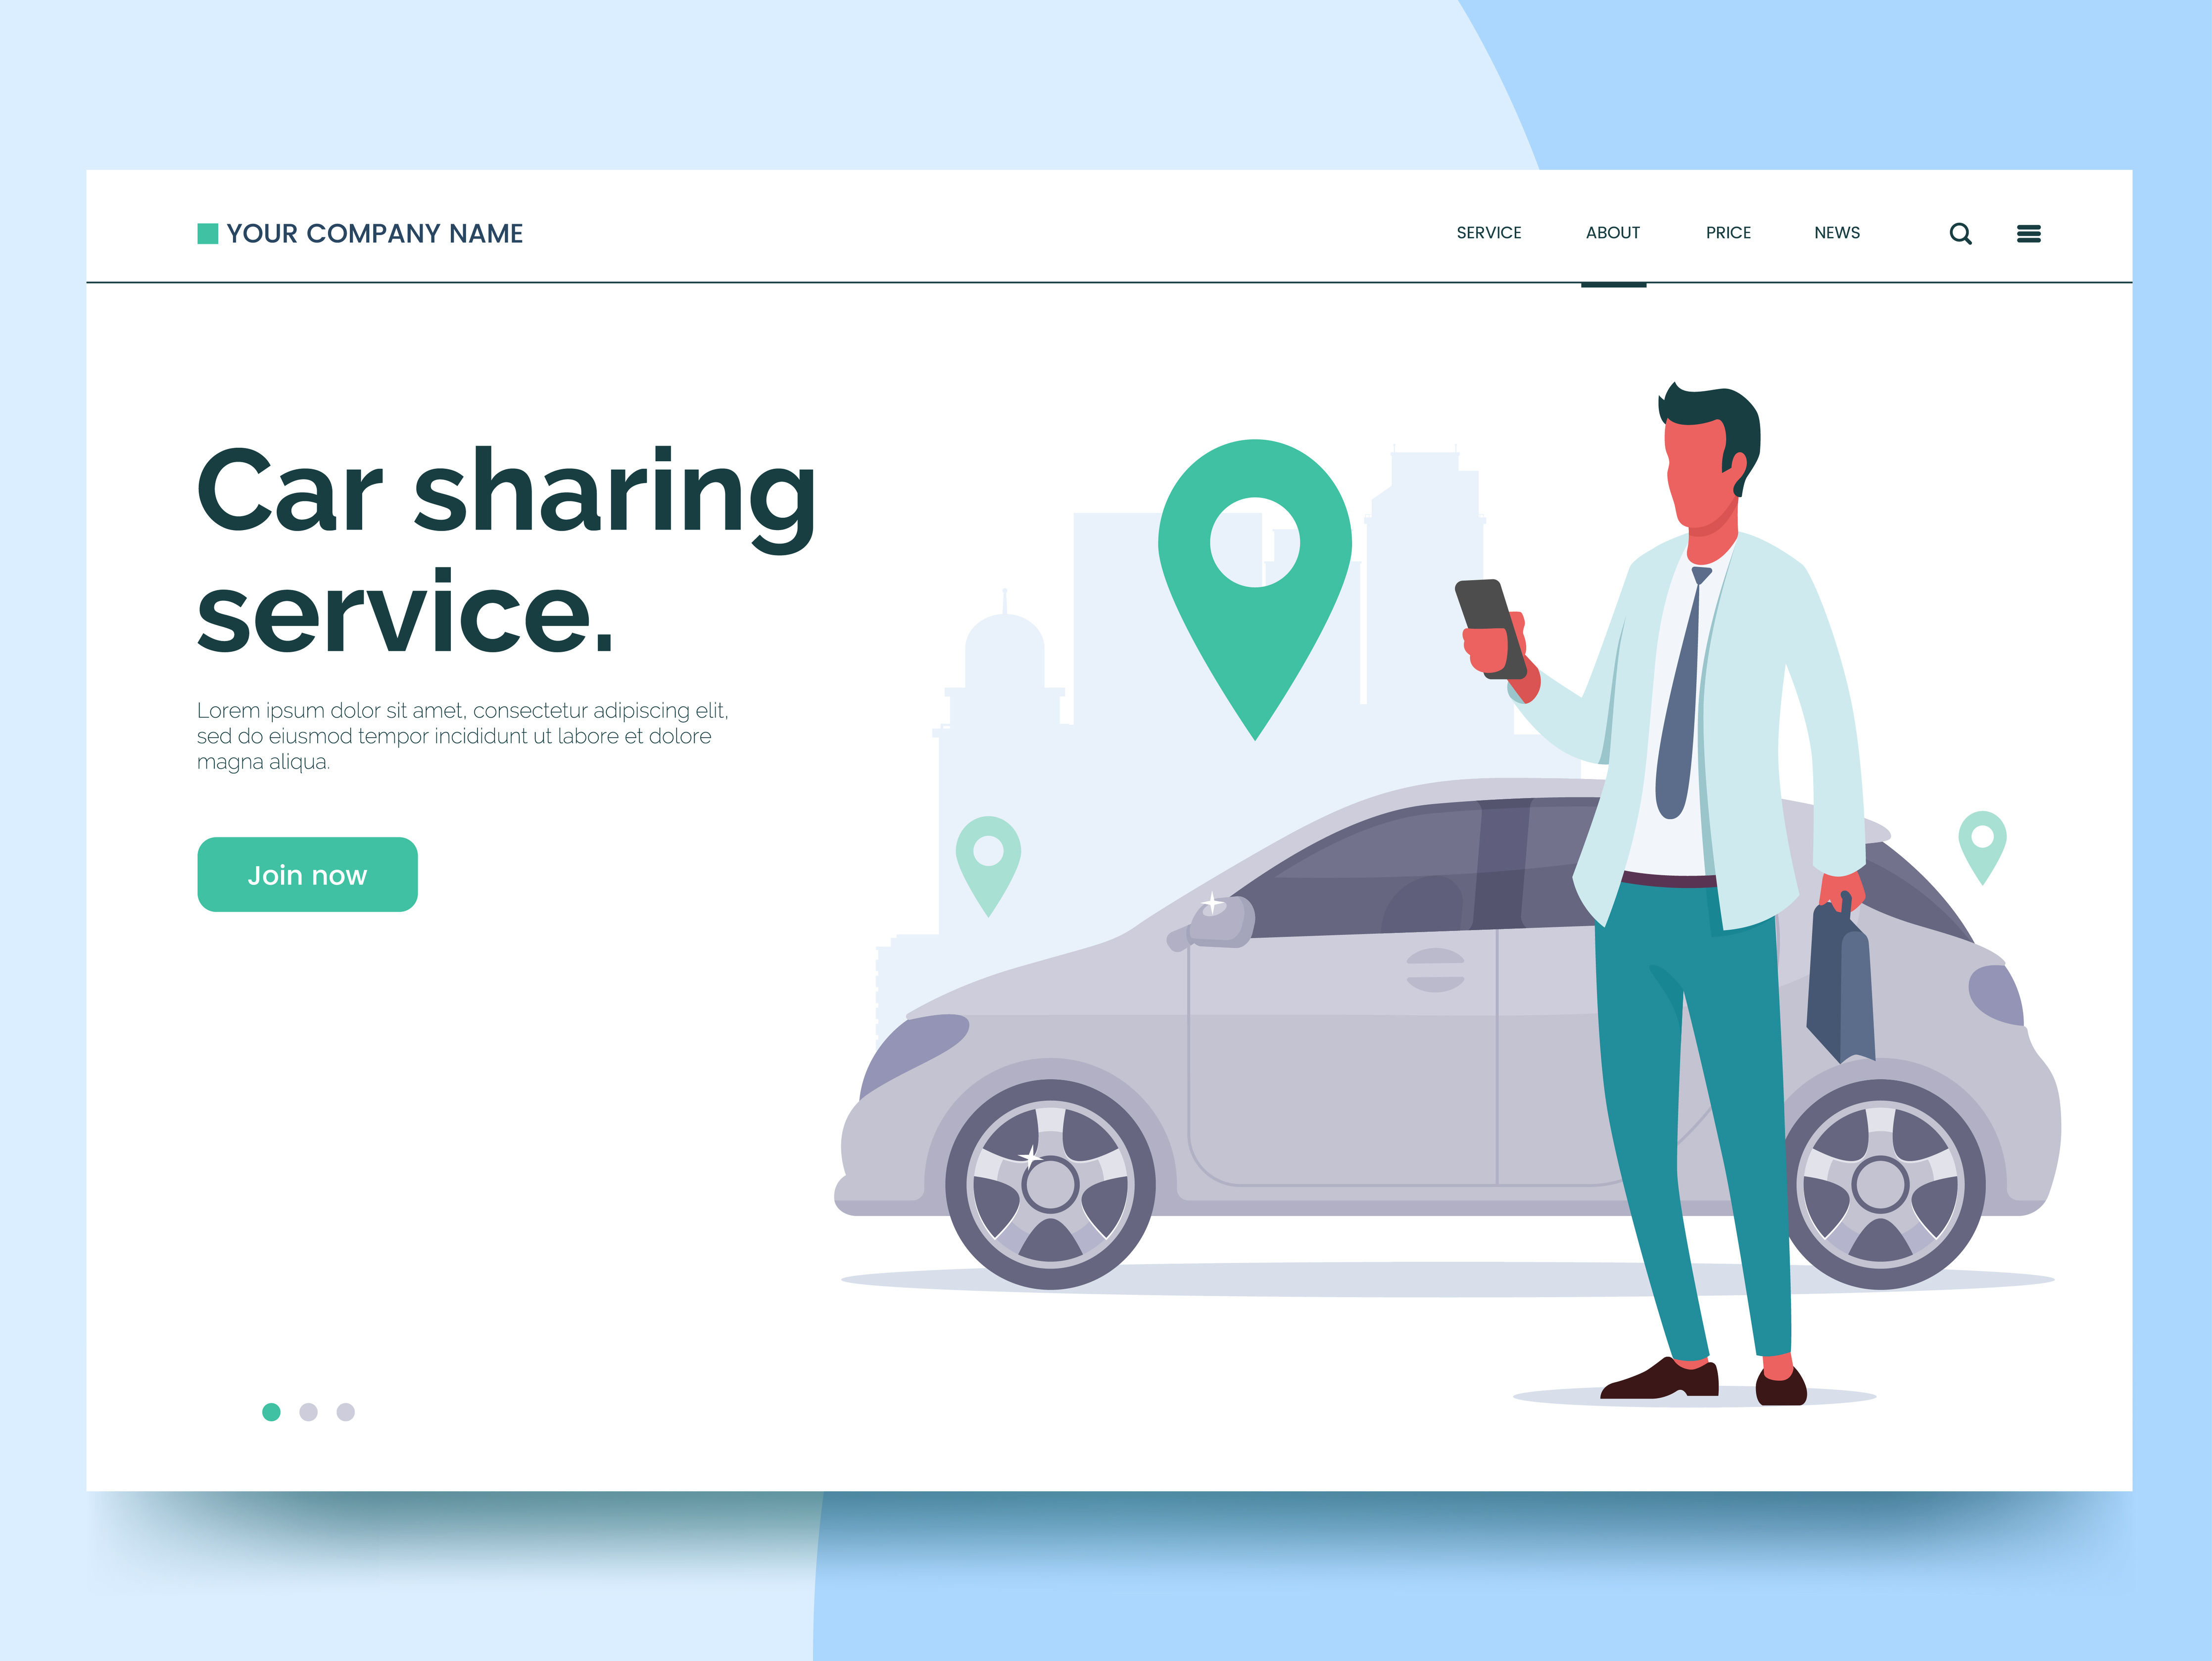 YOUR COMPANY NAME
SERVICE ABOUT PRICE NEWS
Car sharing
service.
Lorem ipsum dolor sit amet, consectetur adipiscing elit,
sed do eiusmod tempor incididunt ut labore et dolore
magna aliqua.
Join now